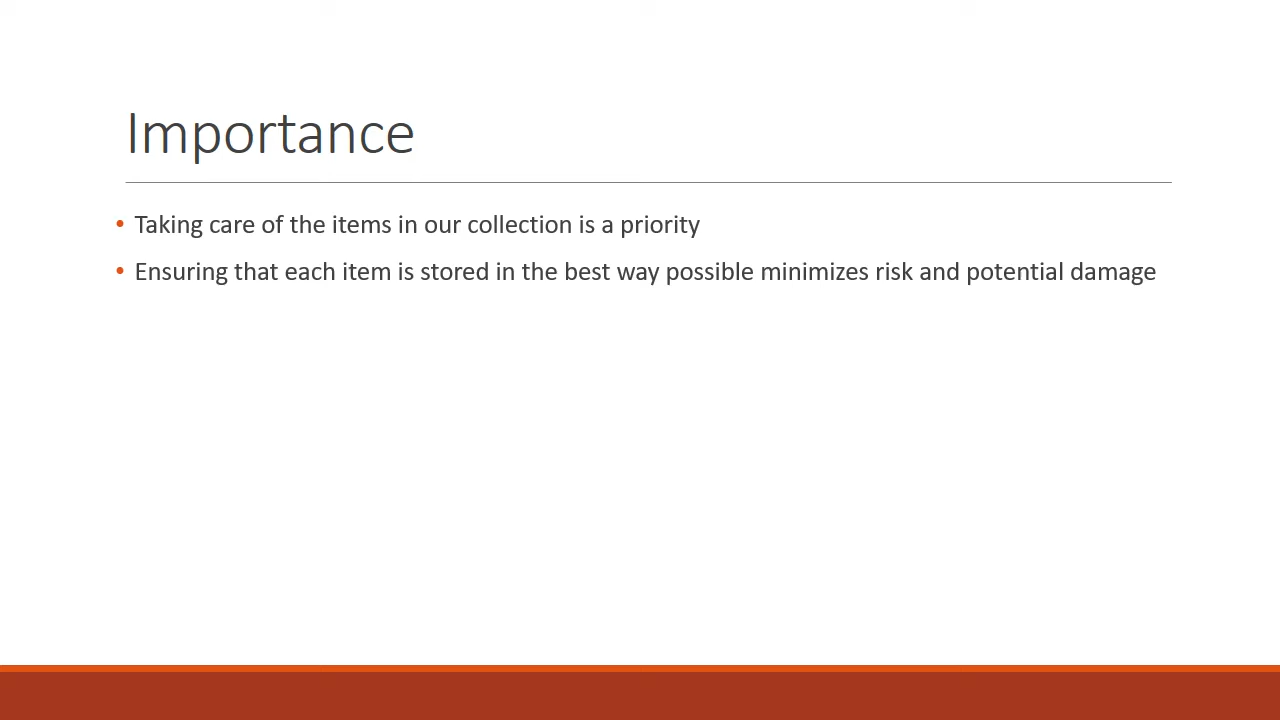 Importance
• Taking care of the items in our collection is a priority
• Ensuring that each item is stored in the best way possible minimizes risk and potential damage